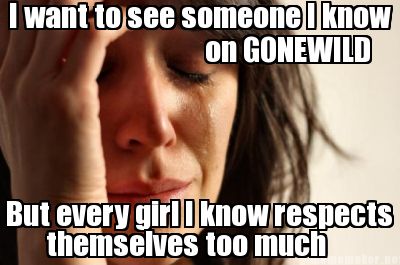 I want to see someone I know
on GONEWILD
But every girl I know respects
themselves too much